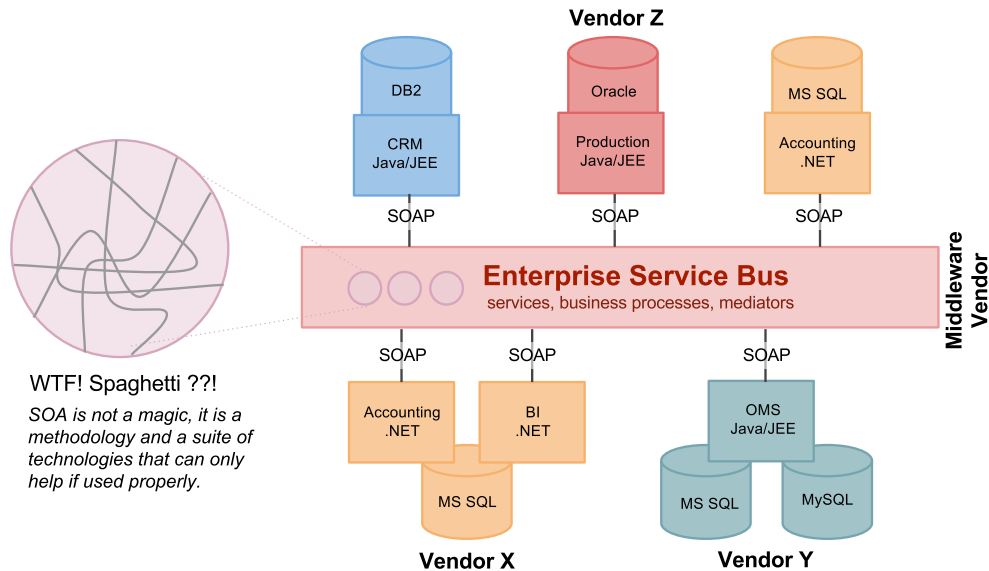 Vendor Z
DB2
Oracle
MS SQL
CRM
Java/JEE
Production
Java/JEE
Accounting
.NET
SOAP
SOAP
SOAP
Enterprise Service Bus
services, business processes, mediators
Middleware
Vendor
SOAP
SOAP
SOAP
WTF! Spaghetti ??!
SOA is not a magic, it is a
methodology and a suite of
technologies that can only
help if used properly.
Accounting
.NET
BI
.NET
OMS
Java/JEE
MS SQL
MS SQL
MySQL
Vendor X
Vendor Y